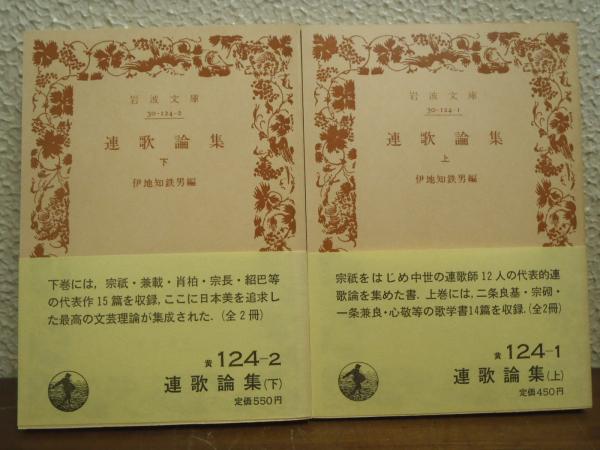 岩波文庫
30-124-2
連歌論集
下
伊地知鉄男編
下巻には，宗祇・兼載・肖柏・宗長・紹巴等
の代表作15篇を収録，ここに日本美を追求し
た最高の文芸理論が集成された．（全2冊）
黄124-2
連歌論集(下)
定価550円
岩波文庫
30-124-1
連歌論集
上
伊地知鉄男編
宗祇をはじめ中世の連歌師12人の代表的連
歌論を集めた書．上巻には，二条良基・宗砌・
一条兼良・心敬等の歌学書14篇を収録．(全2冊)
黄124-1
連歌論集(上)
定価450円